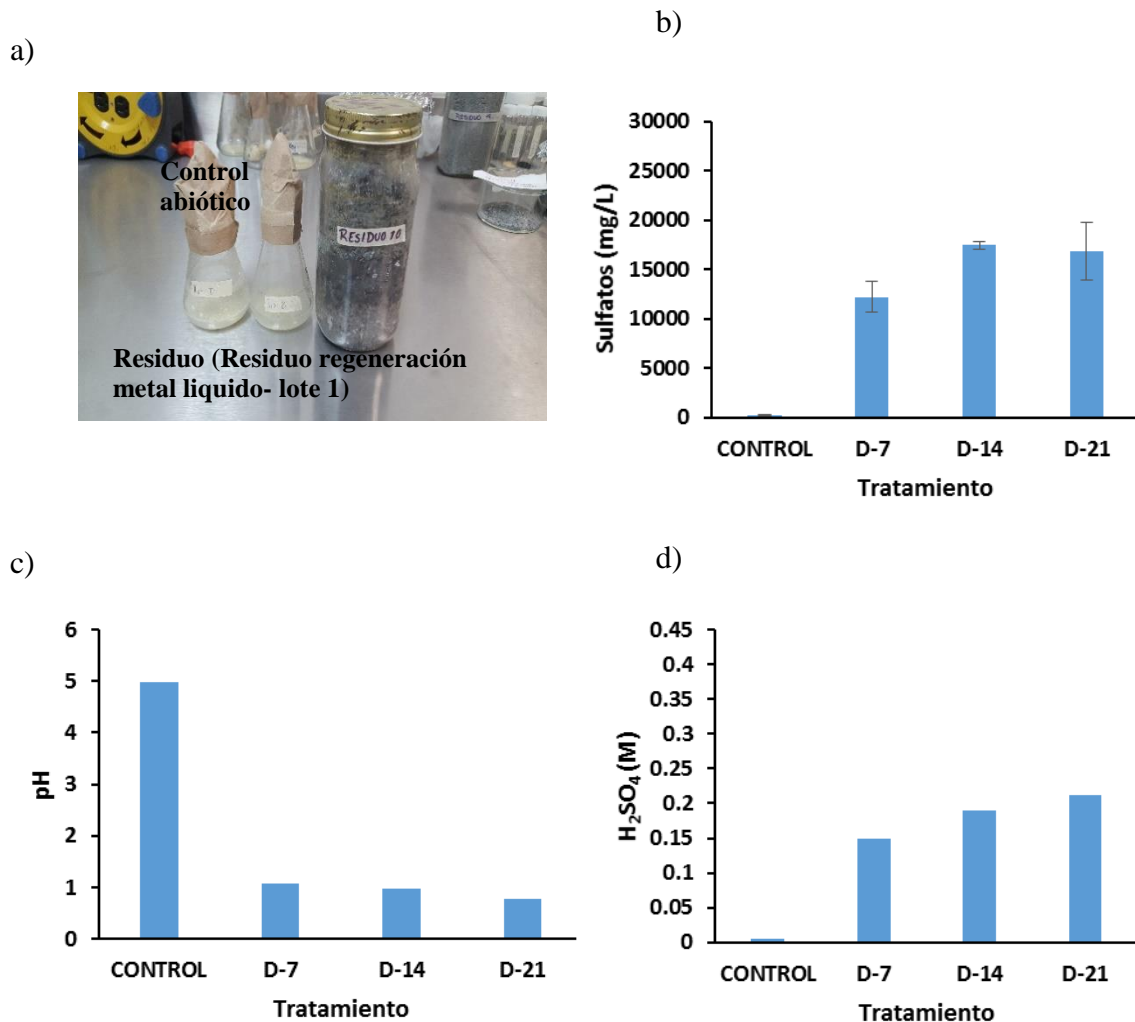 a)
Control
abiótico
RESIDUO 10
Residuo (Residuo regeneración
metal liquido- lote 1)
b)
30000
25000
20000
15000
10000
5000
0
Sulfatos (mg/L)
CONTROL D-7 D-14 D-21
Tratamiento
c)
6
5
4
3
2
1
0
pH
CONTROL D-7 D-14 D-21
Tratamiento
d)
0.45
0.4
0.35
0.3
0.25
0.2
0.15
0.1
0.05
0
H₂SO₄ (M)
CONTROL D-7 D-14 D-21
Tratamiento